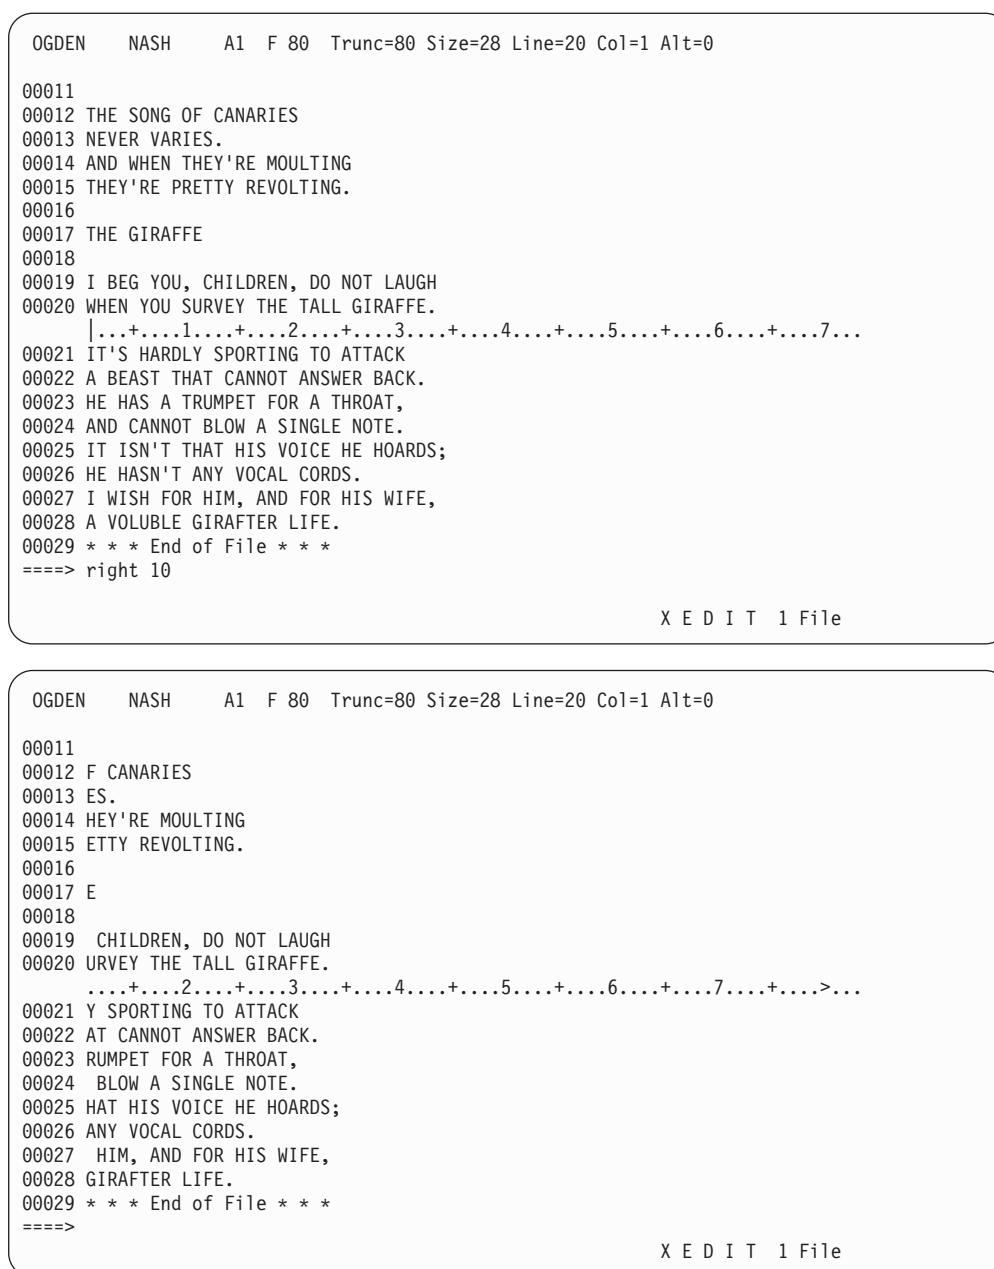 OGDEN    NASH     A1  F 80  Trunc=80 Size=28 Line=20 Col=1 Alt=0
00011
00012 THE SONG OF CANARIES
00013 NEVER VARIES.
00014 AND WHEN THEY'RE MOULTING
00015 THEY'RE PRETTY REVOLTING.
00016
00017 THE GIRAFFE
00018
00019 I BEG YOU, CHILDREN, DO NOT LAUGH
00020 WHEN YOU SURVEY THE TALL GIRAFFE.
      |...+....1....+....2....+....3....+....4....+....5....+....6....+....7...
00021 IT'S HARDLY SPORTING TO ATTACK
00022 A BEAST THAT CANNOT ANSWER BACK.
00023 HE HAS A TRUMPET FOR A THROAT,
00024 AND CANNOT BLOW A SINGLE NOTE.
00025 IT ISN'T THAT HIS VOICE HE HOARDS;
00026 HE HASN'T ANY VOCAL CORDS.
00027 I WISH FOR HIM, AND FOR HIS WIFE,
00028 A VOLUBLE GIRAFTER LIFE.
00029 * * * End of File * * *
====> right 10
X E D I T  1 File
OGDEN    NASH     A1  F 80  Trunc=80 Size=28 Line=20 Col=1 Alt=0
00011
00012 F CANARIES
00013 ES.
00014 HEY'RE MOULTING
00015 ETTY REVOLTING.
00016
00017 E
00018
00019  CHILDREN, DO NOT LAUGH
00020 URVEY THE TALL GIRAFFE.
      ....+....2....+....3....+....4....+....5....+....6....+....7....+....>...
00021 Y SPORTING TO ATTACK
00022 AT CANNOT ANSWER BACK.
00023 RUMPET FOR A THROAT,
00024  BLOW A SINGLE NOTE.
00025 HAT HIS VOICE HE HOARDS;
00026 ANY VOCAL CORDS.
00027  HIM, AND FOR HIS WIFE,
00028 GIRAFTER LIFE.
00029 * * * End of File * * *
====>
X E D I T  1 File